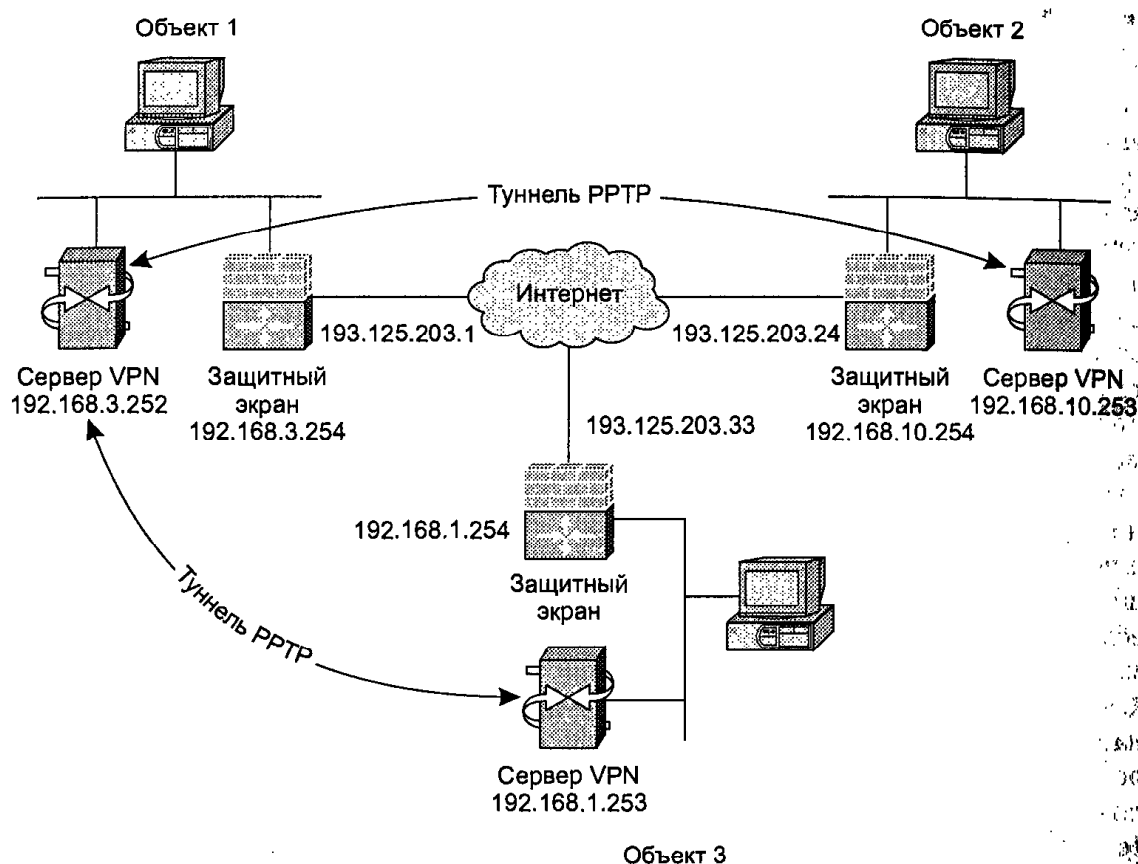 Объект 1
Объект 2
Туннель PPTP
Интернет
193.125.203.1
193.125.203.24
Сервер VPN
192.168.3.252
Защитный
экран
192.168.3.254
Защитный
экран
192.168.10.254
Сервер VPN
192.168.10.253
193.125.203.33
192.168.1.254
Защитный
экран
Туннель PPTP
Сервер VPN
192.168.1.253
Объект 3